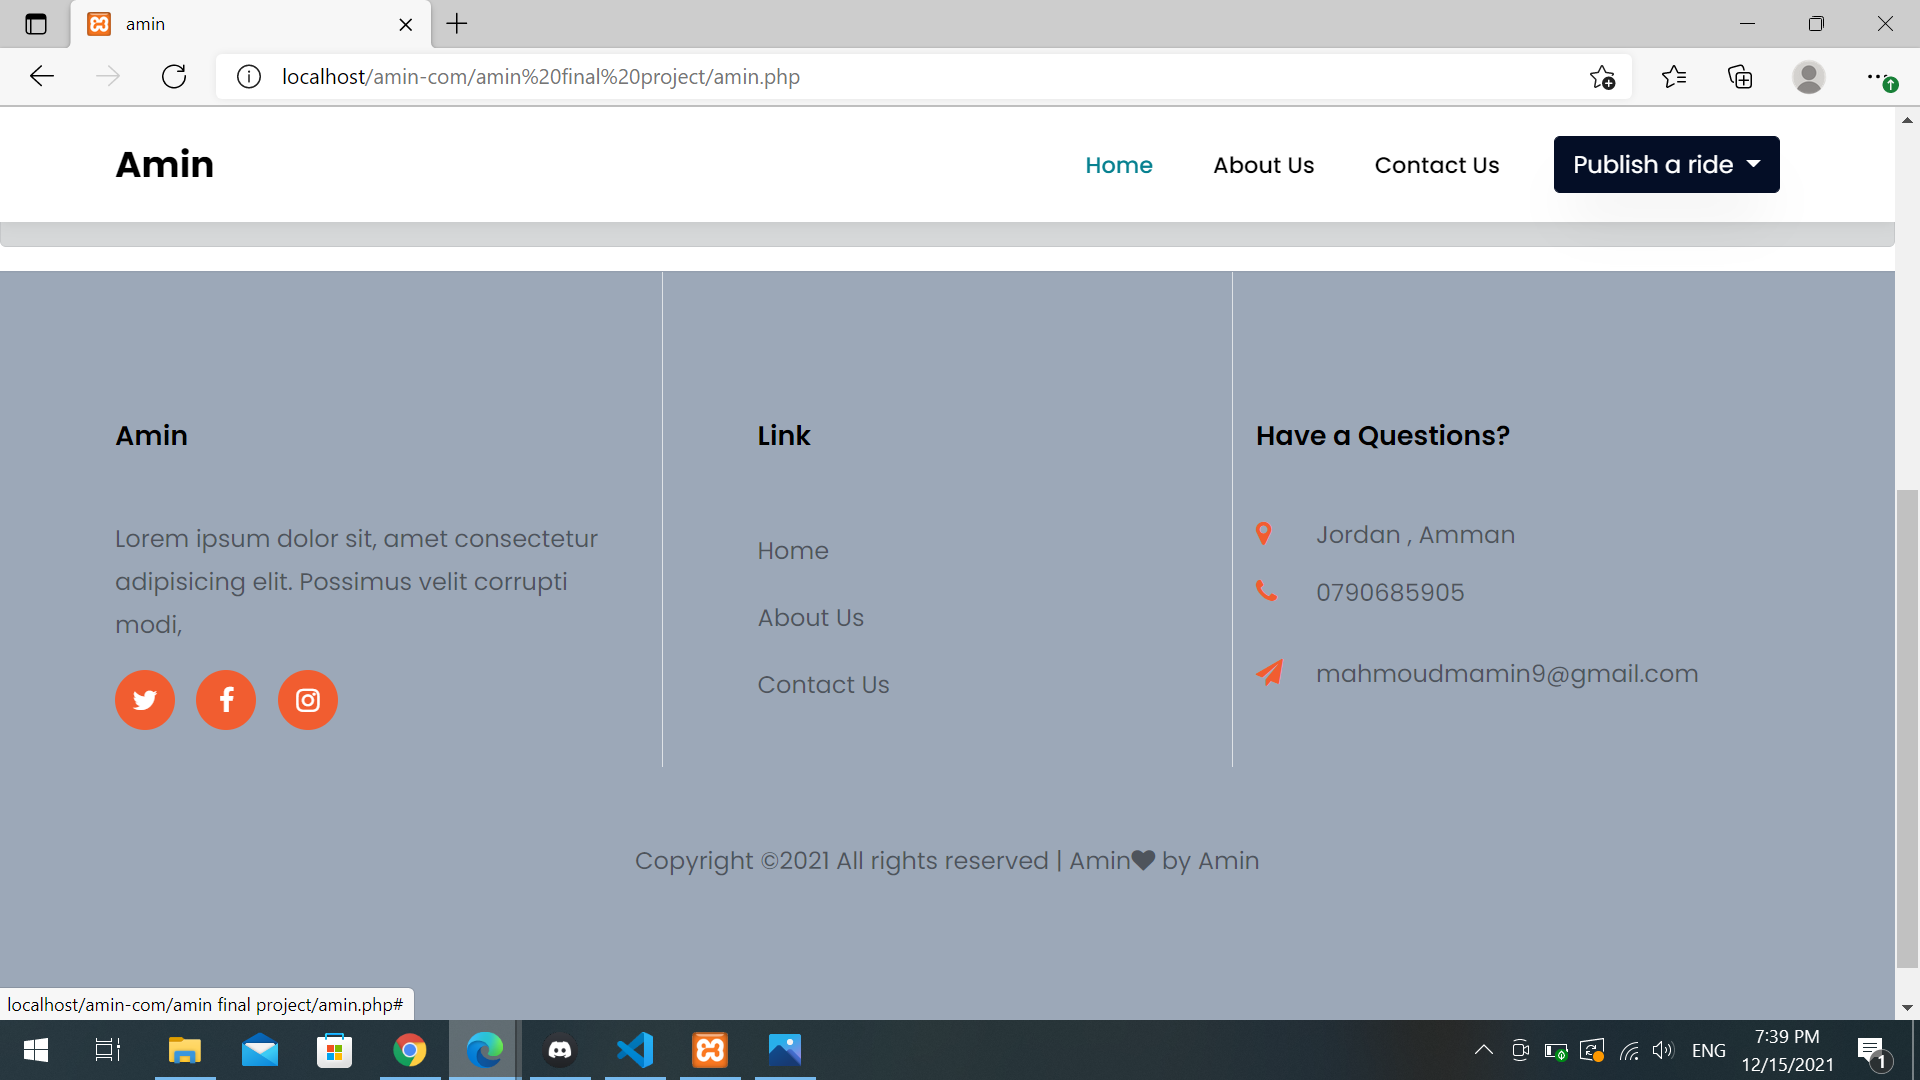 amin
localhost/amin-com/amin%20final%20project/amin.php
Amin
Home
About Us
Contact Us
Publish a ride
Amin
Lorem ipsum dolor sit, amet consectetur
adipisicing elit. Possimus velit corrupti
modi,
Link
Home
About Us
Contact Us
Have a Questions?
Jordan , Amman
0790685905
mahmoudmamin9@gmail.com
Copyright ©2021 All rights reserved | Amin♥ by Amin
localhost/amin-com/amin final project/amin.php#
ENG
7:39 PM
12/15/2021
1